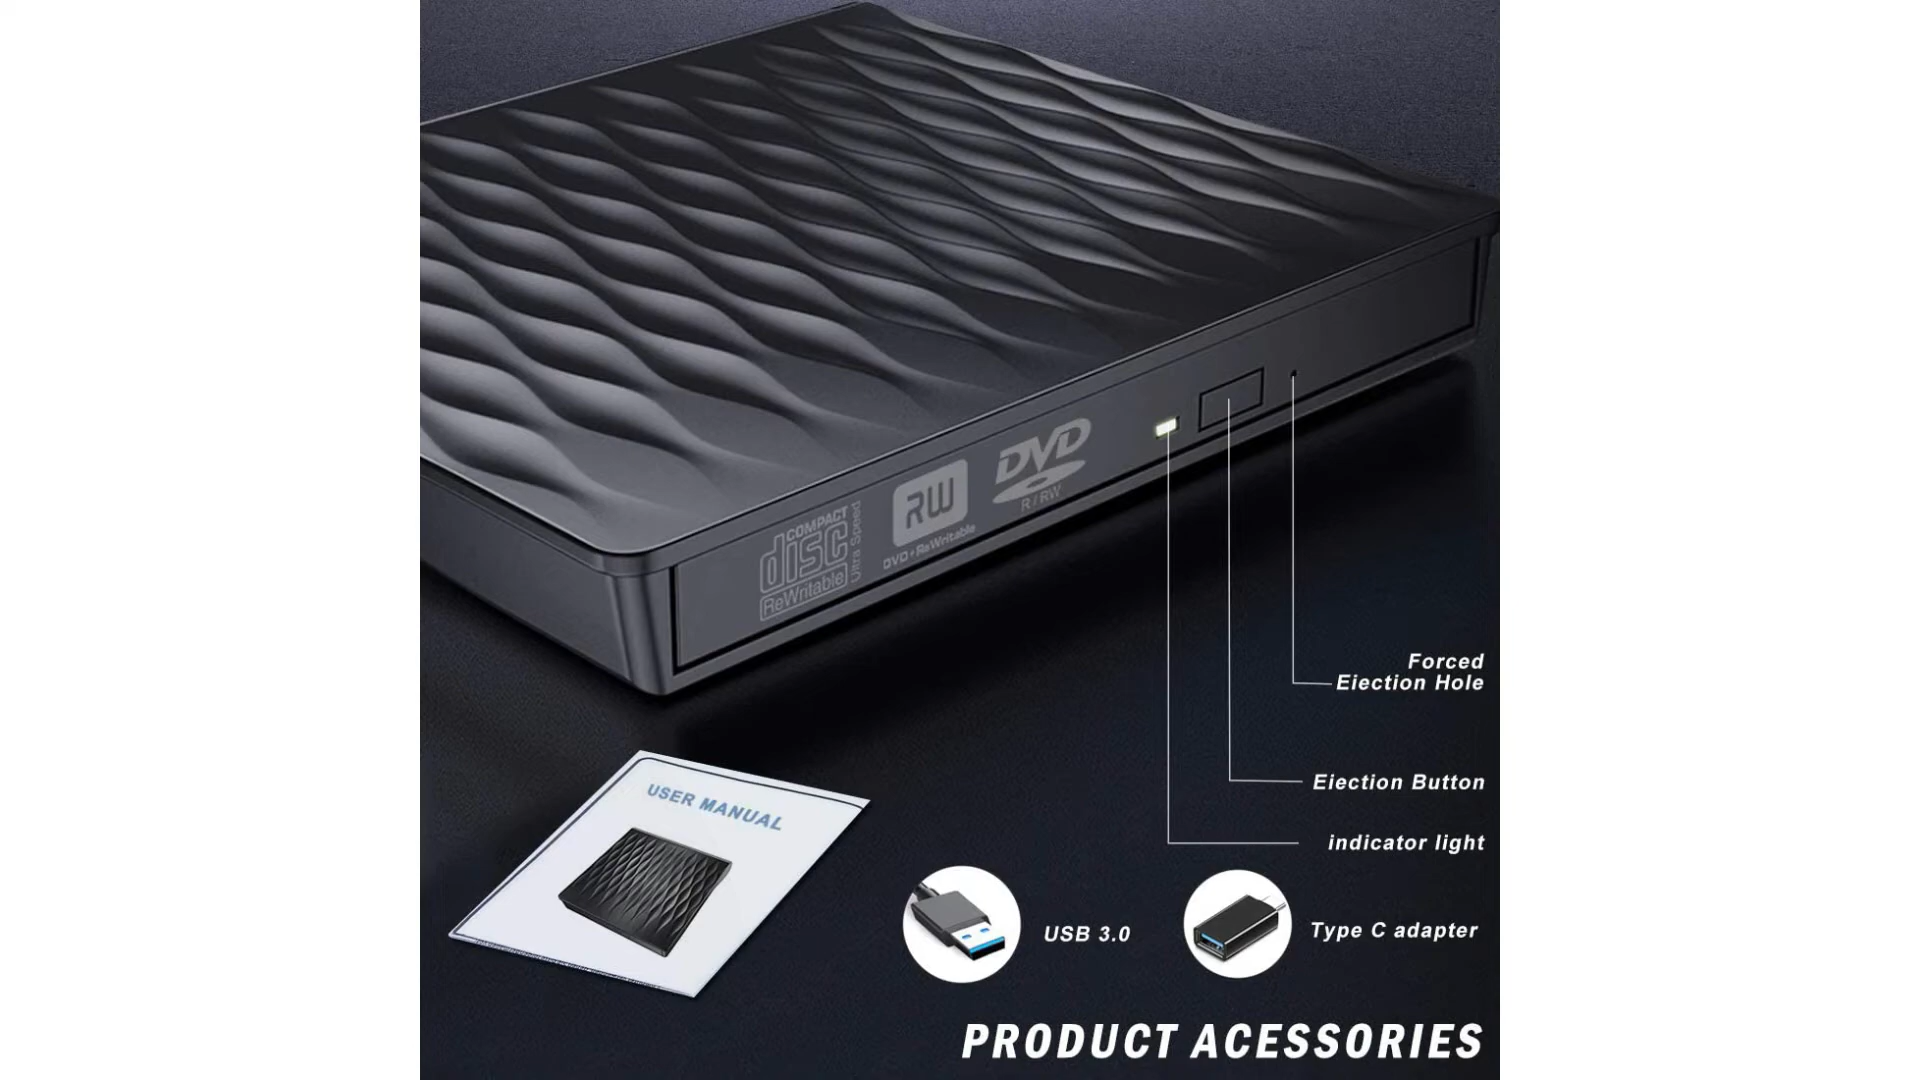 COMPACT
disc
ReWritable
Ultra Speed
RW
DVD+ReWritable
DVD
R/RW
Forced
Eiection Hole
Eiection Button
indicator light
USER MANUAL
USB 3.0
Type C adapter
PRODUCT ACESSORIES